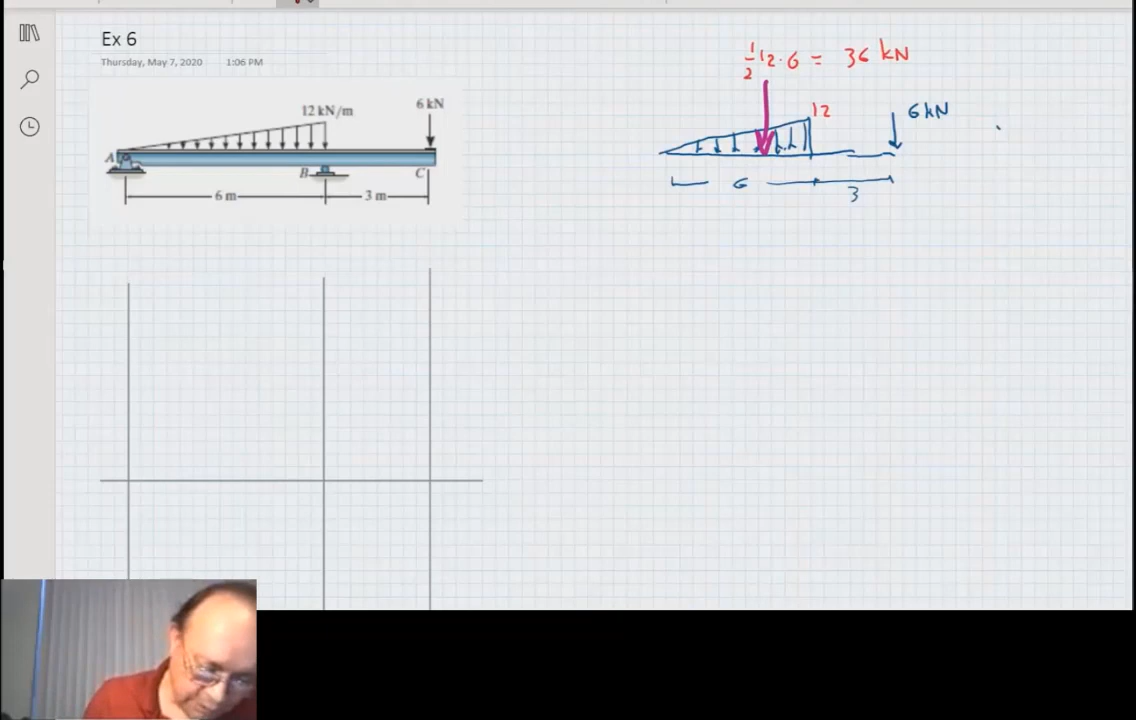 Ex 6
Thursday, May 7, 2020 1:06 PM
12 kN/m
6 kN
A
B
C
6 m
3 m
1/2 12·6 = 36 kN
12
6 kN
6
3